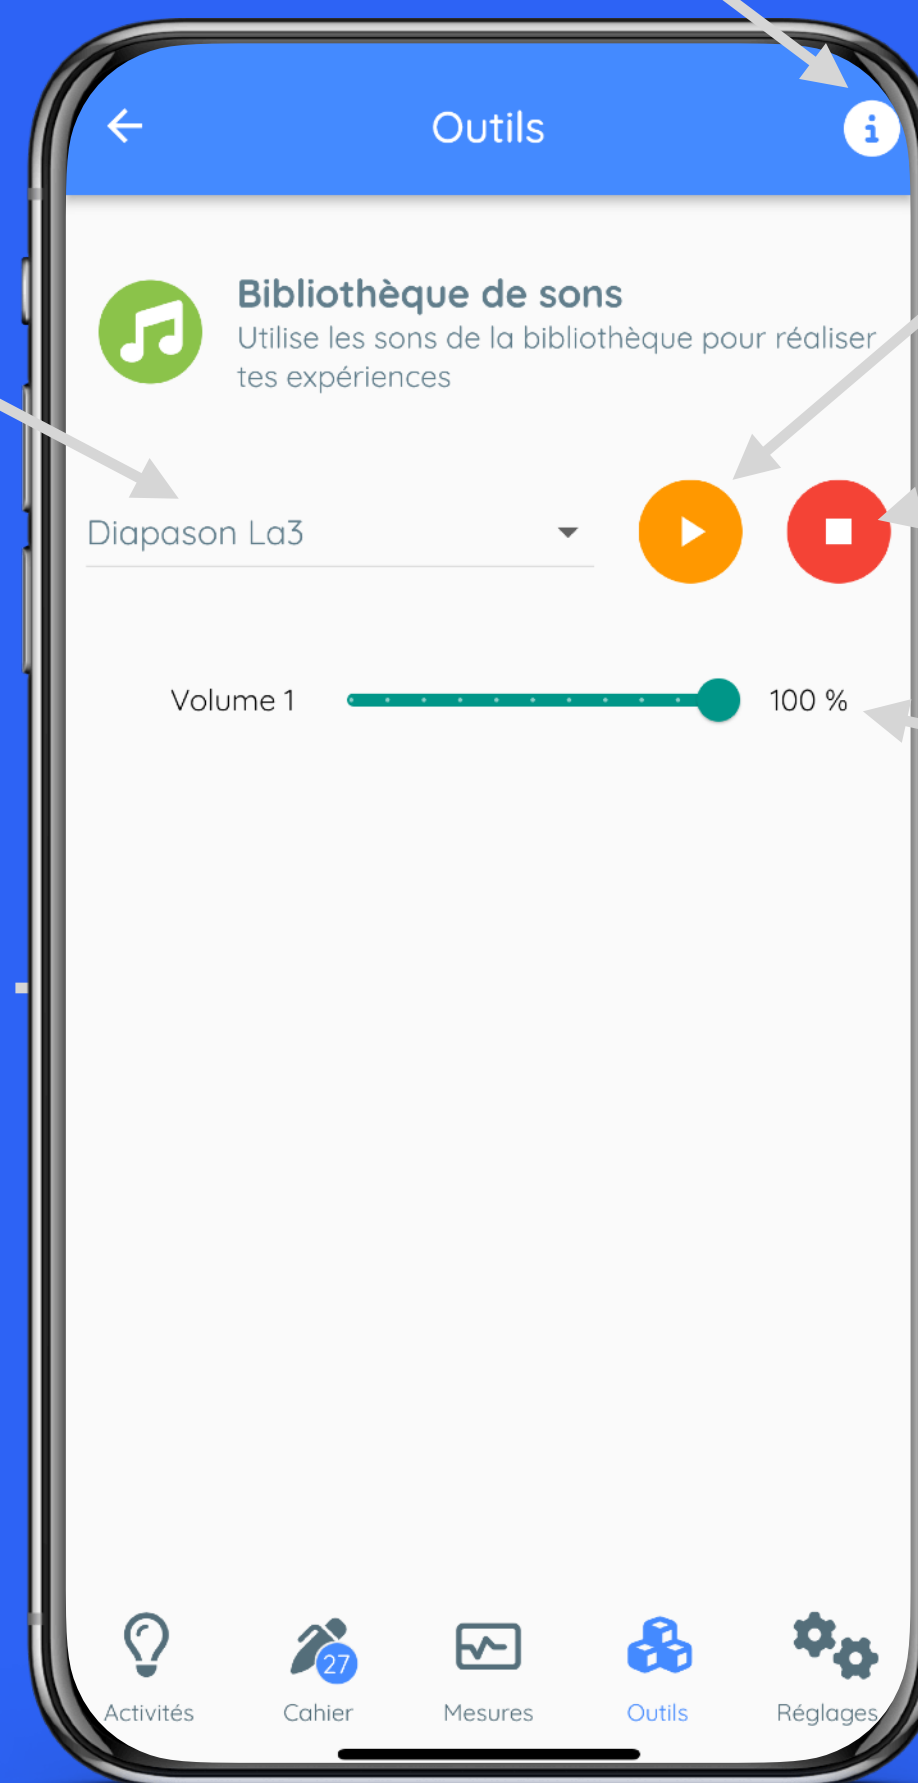 Outils
Bibliothèque de sons
Utilise les sons de la bibliothèque pour réaliser
tes expériences
Diapason La3
Volume 1 100 %
27
Activités Cahier Mesures Outils Réglages